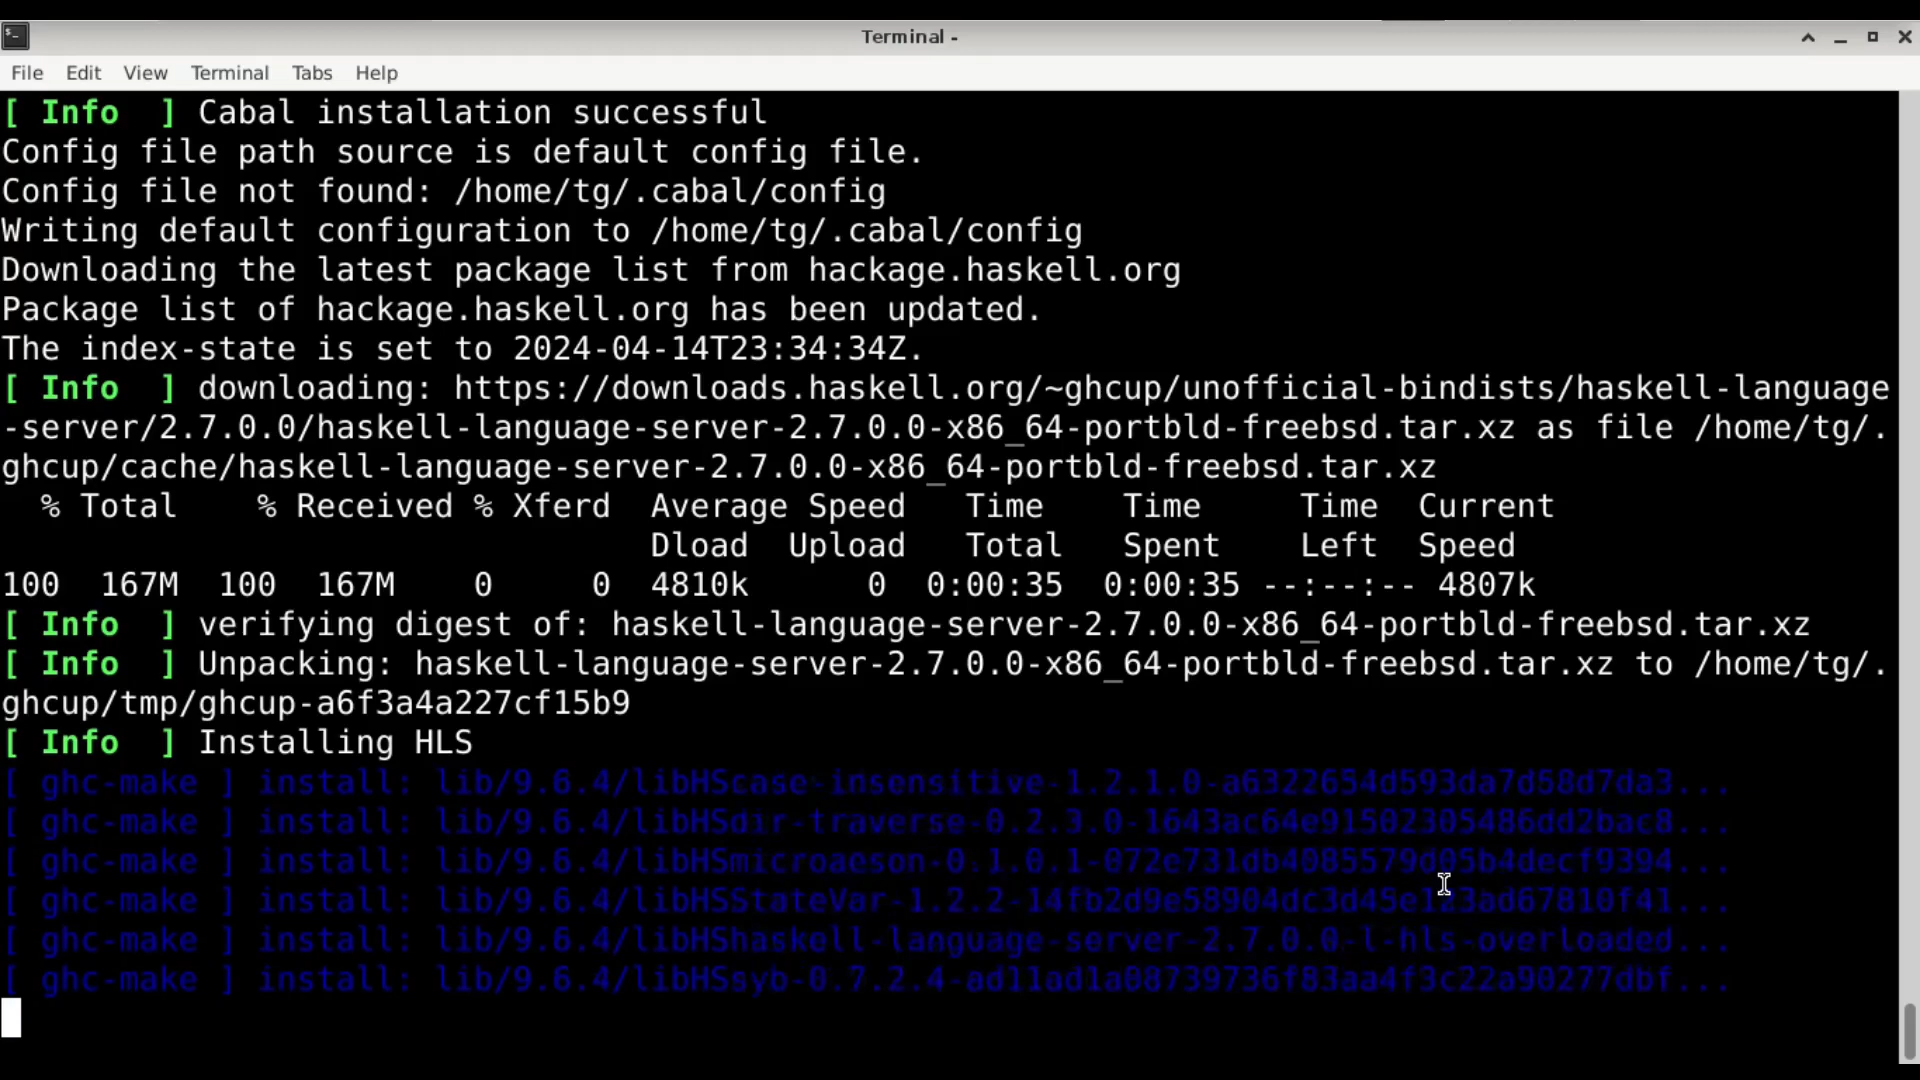 Terminal -
File Edit View Terminal Tabs Help
[ Info  ] Cabal installation successful
Config file path source is default config file.
Config file not found: /home/tg/.cabal/config
Writing default configuration to /home/tg/.cabal/config
Downloading the latest package list from hackage.haskell.org
Package list of hackage.haskell.org has been updated.
The index-state is set to 2024-04-14T23:34:34Z.
[ Info  ] downloading: https://downloads.haskell.org/~ghcup/unofficial-bindists/haskell-language
-server/2.7.0.0/haskell-language-server-2.7.0.0-x86_64-portbld-freebsd.tar.xz as file /home/tg/.
ghcup/cache/haskell-language-server-2.7.0.0-x86_64-portbld-freebsd.tar.xz
  % Total    % Received % Xferd  Average Speed   Time    Time     Time  Current
                                 Dload  Upload   Total   Spent    Left  Speed
100  167M  100  167M    0     0  4810k      0  0:00:35  0:00:35 --:--:-- 4807k
[ Info  ] verifying digest of: haskell-language-server-2.7.0.0-x86_64-portbld-freebsd.tar.xz
[ Info  ] Unpacking: haskell-language-server-2.7.0.0-x86_64-portbld-freebsd.tar.xz to /home/tg/.
ghcup/tmp/ghcup-a6f3a4a227cf15b9
[ Info  ] Installing HLS
[ ghc-make ] install: lib/9.6.4/libHScase-insensitive-1.2.1.0-a6322654d593da7d58d7da3...
[ ghc-make ] install: lib/9.6.4/libHSdir-traverse-0.2.3.0-1643ac64e91502305486dd2bac8...
[ ghc-make ] install: lib/9.6.4/libHSmicroaeson-0.1.0.1-072e731db4085579d05b4decf9394...
[ ghc-make ] install:
[ ghc-make ] install: lib/9.6.4/libHShaskell-language-server-2.7.0.0-l-hls-overloaded...
[ ghc-make ] install: lib/9.6.4/libHSsyb-0.7.2.4-ad11ad1a08739736f83aa4f3c22a90277dbf...